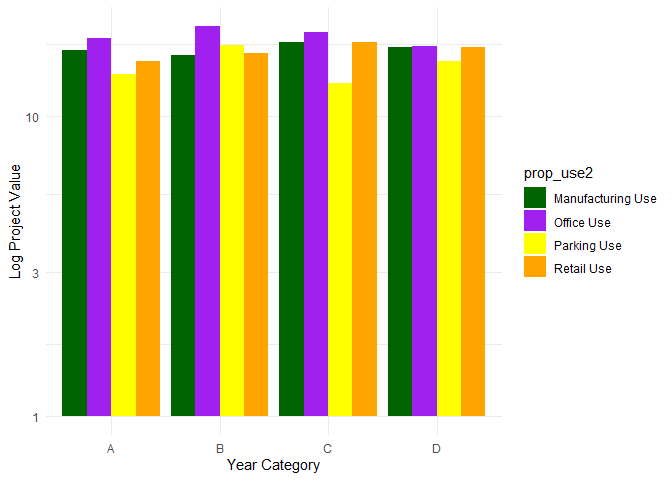 Log Project Value
10
3
1
A B C D
Year Category
prop_use2
Manufacturing Use
Office Use
Parking Use
Retail Use